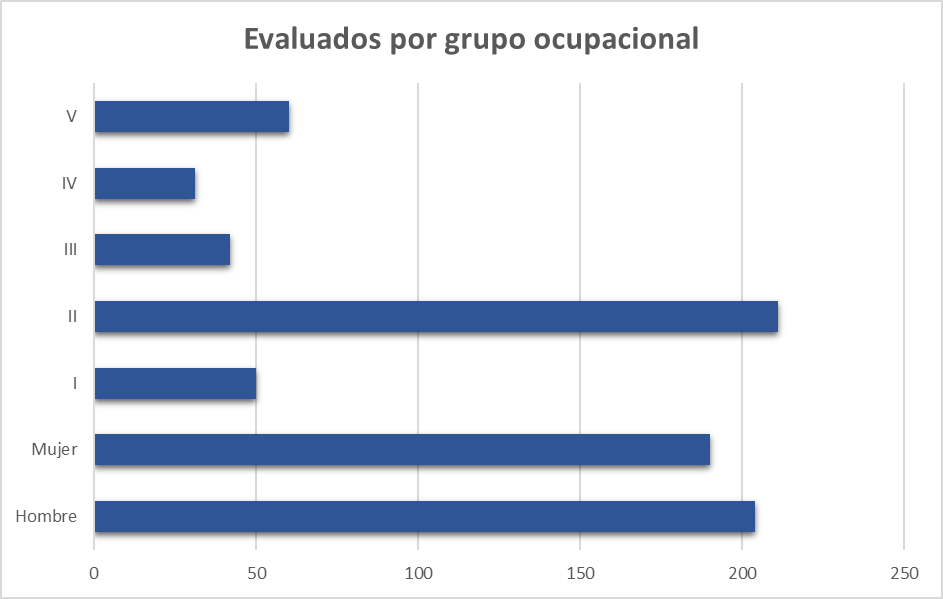 Evaluados por grupo ocupacional
V
IV
III
II
I
Mujer
Hombre
0 50 100 150 200 250